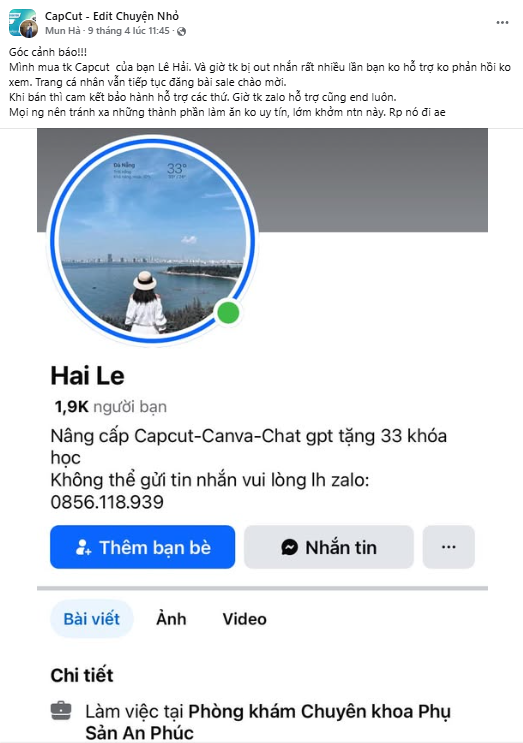 CapCut - Edit Chuyện Nhỏ
Mun Hà · 9 tháng 4 lúc 11:45 ·
Góc cảnh báo!!!
Mình mua tk Capcut của bạn Lê Hải. Và giờ tk bị out nhắn rất nhiều lần bạn ko hỗ trợ ko phản hồi ko
xem. Trang cá nhân vẫn tiếp tục đăng bài sale chào mời.
Khi bán thì cam kết bảo hành hỗ trợ các thứ. Giờ tk zalo hỗ trợ cũng end luôn.
Mọi ng nên tránh xa những thành phần làm ăn ko uy tín, lớm khởm ntn này. Rp nó đi ae
Đà Nẵng
33°
Hai Le
1,9K người bạn
Nâng cấp Capcut-Canva-Chat gpt tặng 33 khóa
học
Không thể gửi tin nhắn vui lòng lh zalo:
0856.118.939
Thêm bạn bè
Nhắn tin
Bài viết
Ảnh
Video
Chi tiết
Làm việc tại Phòng khám Chuyên khoa Phụ
Sản An Phúc